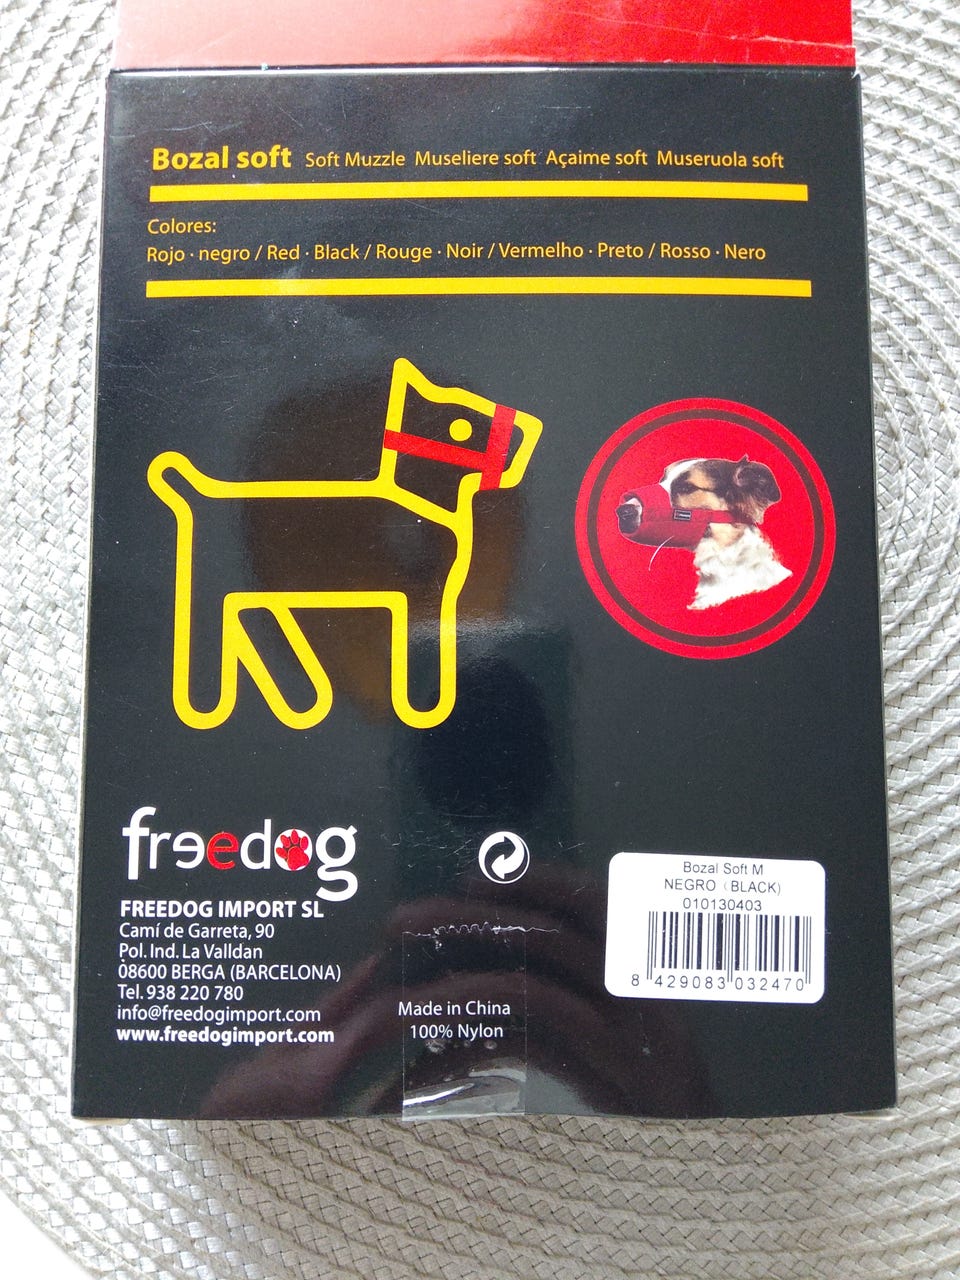 Bozal soft Soft Muzzle Museliere soft Açaime soft Museruola soft
Colores:
Rojo · negro / Red · Black / Rouge · Noir / Vermelho · Preto / Rosso · Nero
freedog
FREEDOG IMPORT SL
Camí de Garreta, 90
Pol. Ind. La Valldan
08600 BERGA (BARCELONA)
Tel. 938 220 780
info@freedogimport.com
www.freedogimport.com
Made in China
100% Nylon
Bozal Soft M
NEGRO (BLACK)
010130403
8 429083 032470